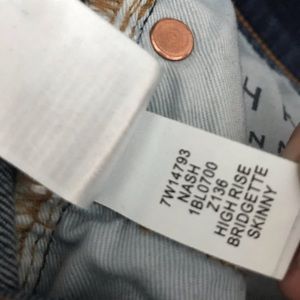 7W14793
NASH
1BL0700
Z136
HIGH RISE
BRIDGETTE
SKINNY